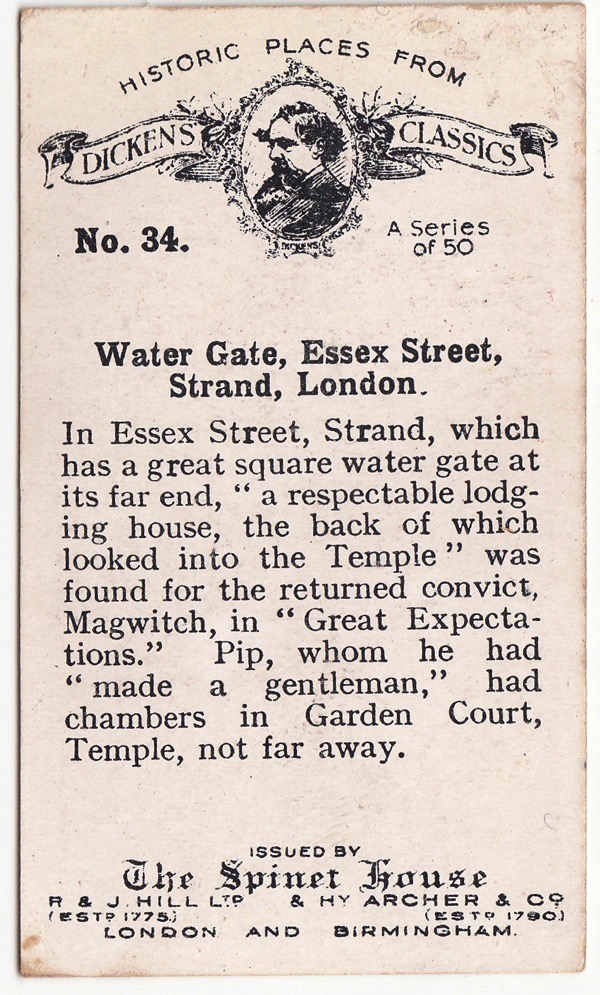 HISTORIC PLACES FROM
DICKENS' CLASSICS
DICKENS
No. 34.
A Series
of 50
Water Gate, Essex Street,
Strand, London.
In Essex Street, Strand, which
has a great square water gate at
its far end, “ a respectable lodg-
ing house, the back of which
looked into the Temple ” was
found for the returned convict,
Magwitch, in “ Great Expecta-
tions.” Pip, whom he had
“ made a gentleman,” had
chambers in Garden Court,
Temple, not far away.
ISSUED BY
The Spinet House
R & J. HILL LTD & HY ARCHER & CO
(ESTD 1775.) (ESTD 1790.)
LONDON AND BIRMINGHAM.